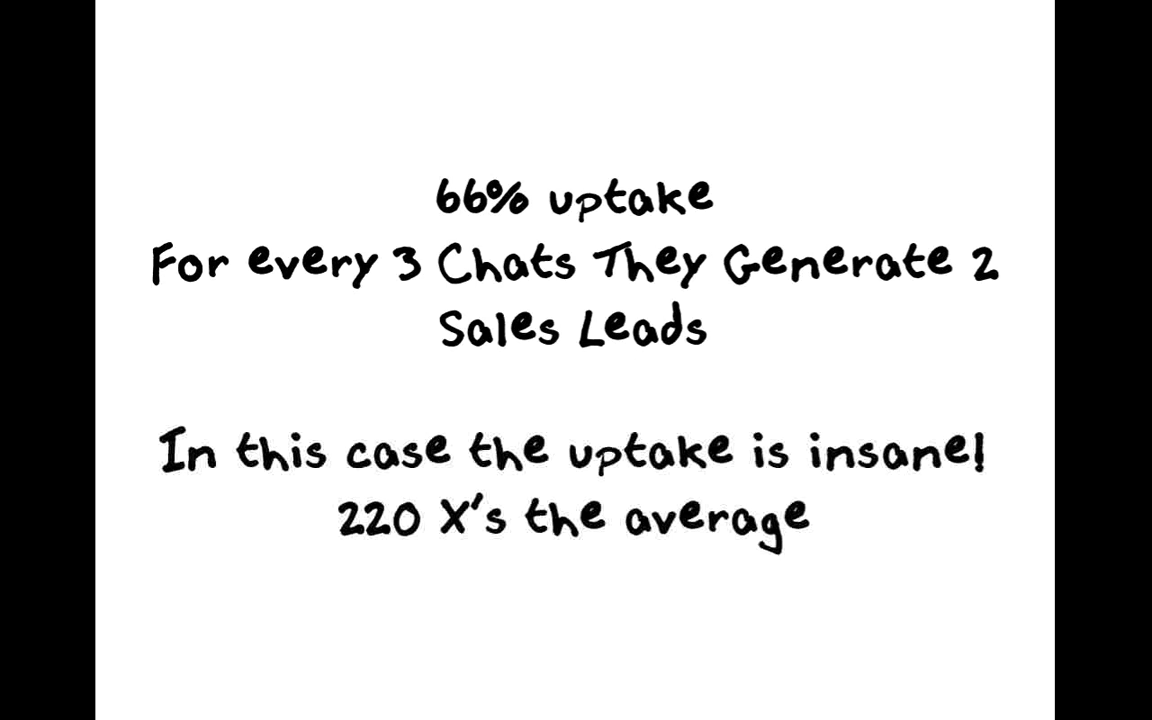 66% uptake
For every 3 Chats They Generate 2
Sales Leads
In this case the uptake is insane!
220 X's the average